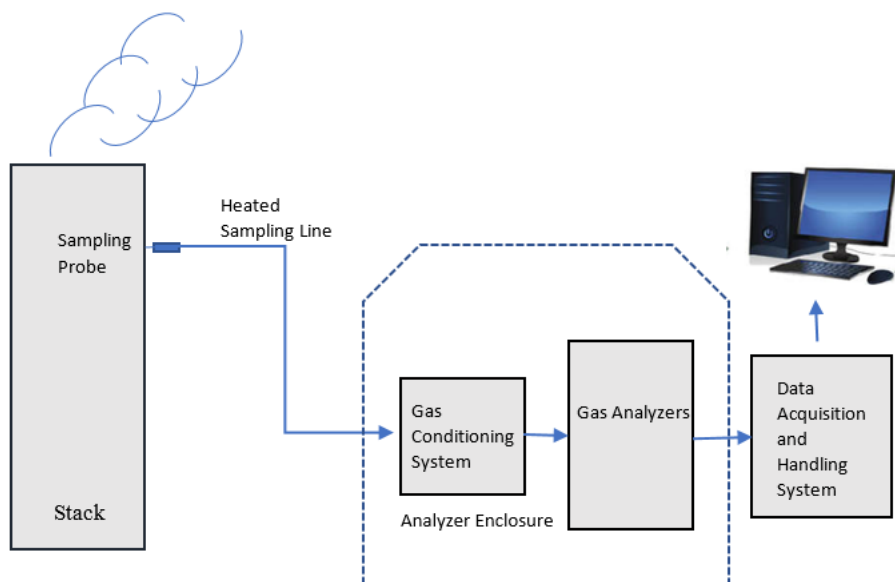 Heated
Sampling Line
Sampling
Probe
Stack
Gas
Conditioning
System
Gas Analyzers
Analyzer Enclosure
Data
Acquisition
and
Handling
System